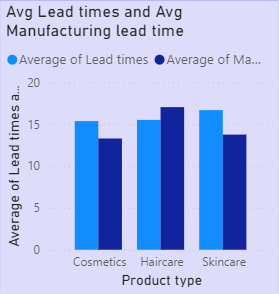 Avg Lead times and Avg
Manufacturing lead time
Average of Lead times Average of Ma...
20
15
10
5
0
Average of Lead times a...
Cosmetics Haircare Skincare
Product type